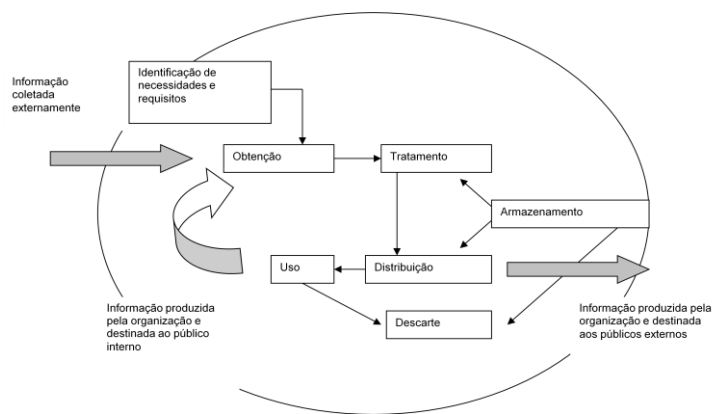 Informação
coletada
externamente
Identificação de
necessidades e
requisitos
Obtenção
Tratamento
Armazenamento
Uso
Distribuição
Descarte
Informação produzida
pela organização e
destinada ao público
interno
Informação produzida pela
organização e destinada
aos públicos externos